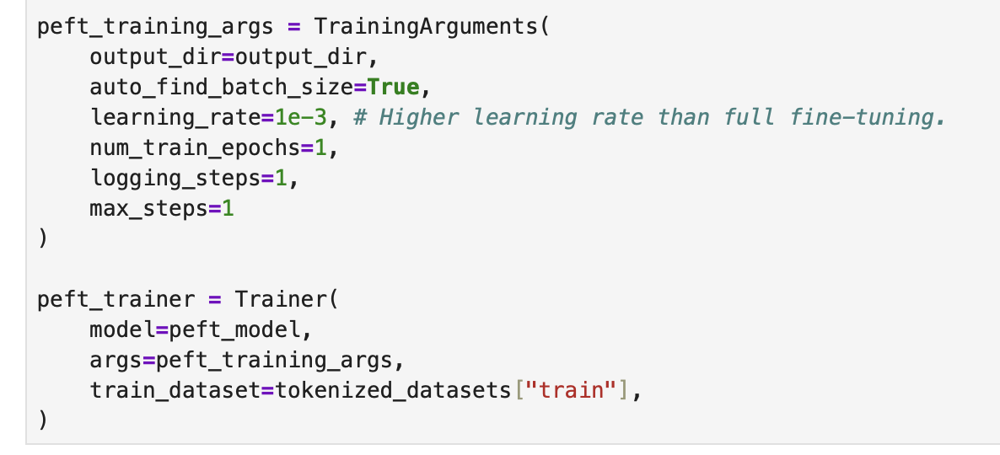 peft_training_args = TrainingArguments(
    output_dir=output_dir,
    auto_find_batch_size=True,
    learning_rate=1e-3, # Higher learning rate than full fine-tuning.
    num_train_epochs=1,
    logging_steps=1,
    max_steps=1
)

peft_trainer = Trainer(
    model=peft_model,
    args=peft_training_args,
    train_dataset=tokenized_datasets["train"],
)